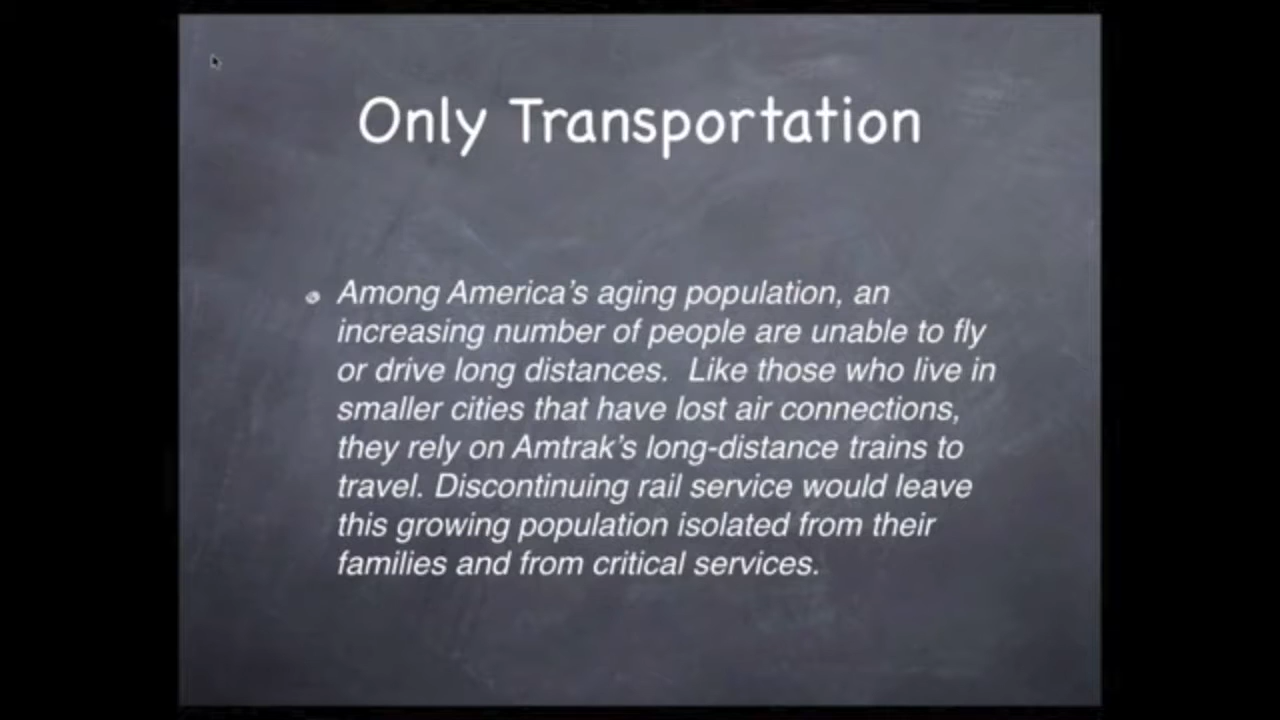 Only Transportation
Among America's aging population, an
increasing number of people are unable to fly
or drive long distances.  Like those who live in
smaller cities that have lost air connections,
they rely on Amtrak's long-distance trains to
travel. Discontinuing rail service would leave
this growing population isolated from their
families and from critical services.